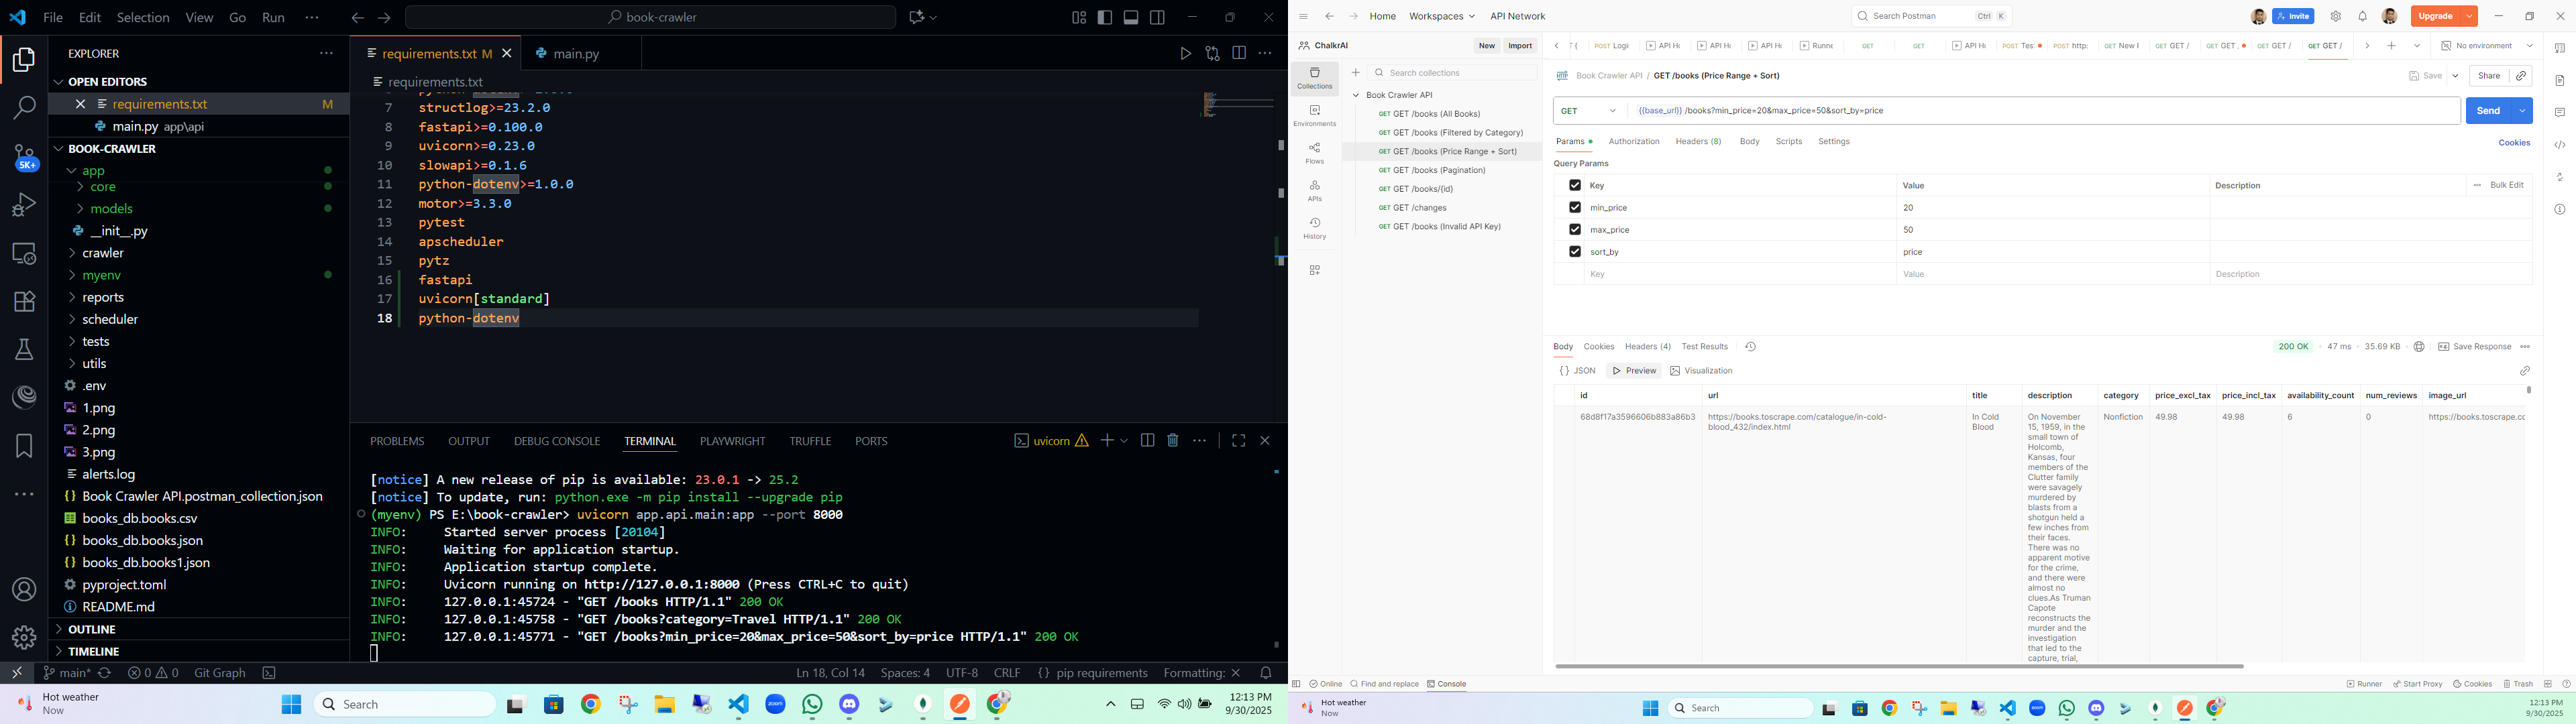 File Edit Selection View Go Run ···
book-crawler
EXPLORER
OPEN EDITORS
requirements.txt M
main.py app\api
BOOK-CRAWLER
app
core
models
__init__.py
crawler
myenv
reports
scheduler
tests
utils
.env
1.png
2.png
3.png
alerts.log
Book Crawler API.postman_collection.json
books_db.books.csv
books_db.books.json
books_db.books1.json
pyproject.toml
README.md
OUTLINE
TIMELINE
5K+
requirements.txt M
main.py
requirements.txt
7 structlog>=23.2.0
8 fastapi>=0.100.0
9 uvicorn>=0.23.0
10 slowapi>=0.1.6
11 python-dotenv>=1.0.0
12 motor>=3.3.0
13 pytest
14 apscheduler
15 pytz
16 fastapi
17 uvicorn[standard]
18 python-dotenv
PROBLEMS OUTPUT DEBUG CONSOLE TERMINAL PLAYWRIGHT TRUFFLE PORTS
uvicorn
[notice] A new release of pip is available: 23.0.1 -> 25.2
[notice] To update, run: python.exe -m pip install --upgrade pip
(myenv) PS E:\book-crawler> uvicorn app.api.main:app --port 8000
INFO: Started server process [20104]
INFO: Waiting for application startup.
INFO: Application startup complete.
INFO: Uvicorn running on http://127.0.0.1:8000 (Press CTRL+C to quit)
INFO: 127.0.0.1:45724 - "GET /books HTTP/1.1" 200 OK
INFO: 127.0.0.1:45758 - "GET /books?category=Travel HTTP/1.1" 200 OK
INFO: 127.0.0.1:45771 - "GET /books?min_price=20&max_price=50&sort_by=price HTTP/1.1" 200 OK
main* 0 0 Git Graph
Ln 18, Col 14 Spaces: 4 UTF-8 CRLF pip requirements Formatting:
Hot weather
Now
Search
12:13 PM
9/30/2025
Home Workspaces API Network
Search Postman Ctrl K
Invite
Upgrade
ChalkrAI
New Import
Collections
Environments
Flows
APIs
History
Search collections
Book Crawler API
GET GET /books (All Books)
GET GET /books (Filtered by Category)
GET GET /books (Price Range + Sort)
GET GET /books (Pagination)
GET GET /books/{id}
GET GET /changes
GET GET /books (Invalid API Key)
POST Logi API Ho API Ho API Ho Runne GET GET API Ho POST Tes POST http: GET New I GET GET / GET GET GET GET / GET GET /
No environment
Book Crawler API / GET /books (Price Range + Sort)
Save Share
GET {{base_url}} /books?min_price=20&max_price=50&sort_by=price
Send
Params Authorization Headers (8) Body Scripts Settings
Cookies
Query Params
Key Value Description Bulk Edit
min_price 20
max_price 50
sort_by price
Key Value Description
Body Cookies Headers (4) Test Results
200 OK 47 ms 35.69 KB Save Response
{} JSON Preview Visualization
id url title description category price_excl_tax price_incl_tax availability_count num_reviews image_url
68d8f17a3596606b883a86b3
https://books.toscrape.com/catalogue/in-cold-
blood_432/index.html
In Cold
Blood
On November
15, 1959, in the
small town of
Holcomb,
Kansas, four
members of the
Clutter family
were savagely
murdered by
blasts from a
shotgun held a
few inches from
their faces.
There was no
apparent motive
for the crime,
and there were
almost no
clues.As Truman
Capote
reconstructs the
murder and the
investigation
that led to the
capture, trial,
Nonfiction 49.98 49.98 6 0 https://books.toscrape.co
Online Find and replace Console
Runner Start Proxy Cookies Trash
Hot weather
Now
Search
12:13 PM
9/30/2025